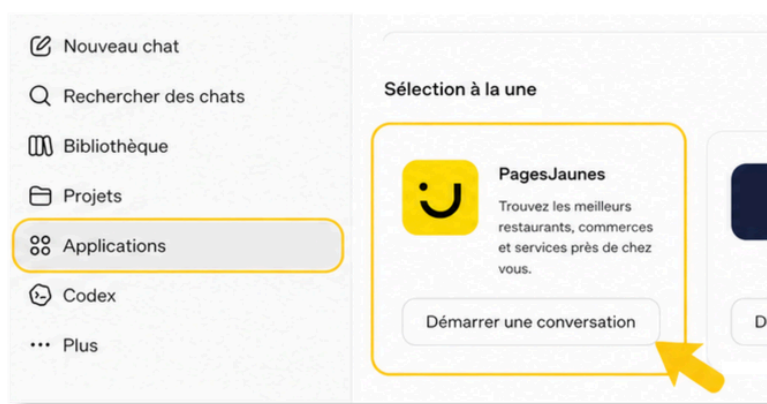 Nouveau chat
Rechercher des chats
Bibliothèque
Projets
Applications
Codex
Plus
Sélection à la une
PagesJaunes
Trouvez les meilleurs
restaurants, commerces
et services près de chez
vous.
Démarrer une conversation
D